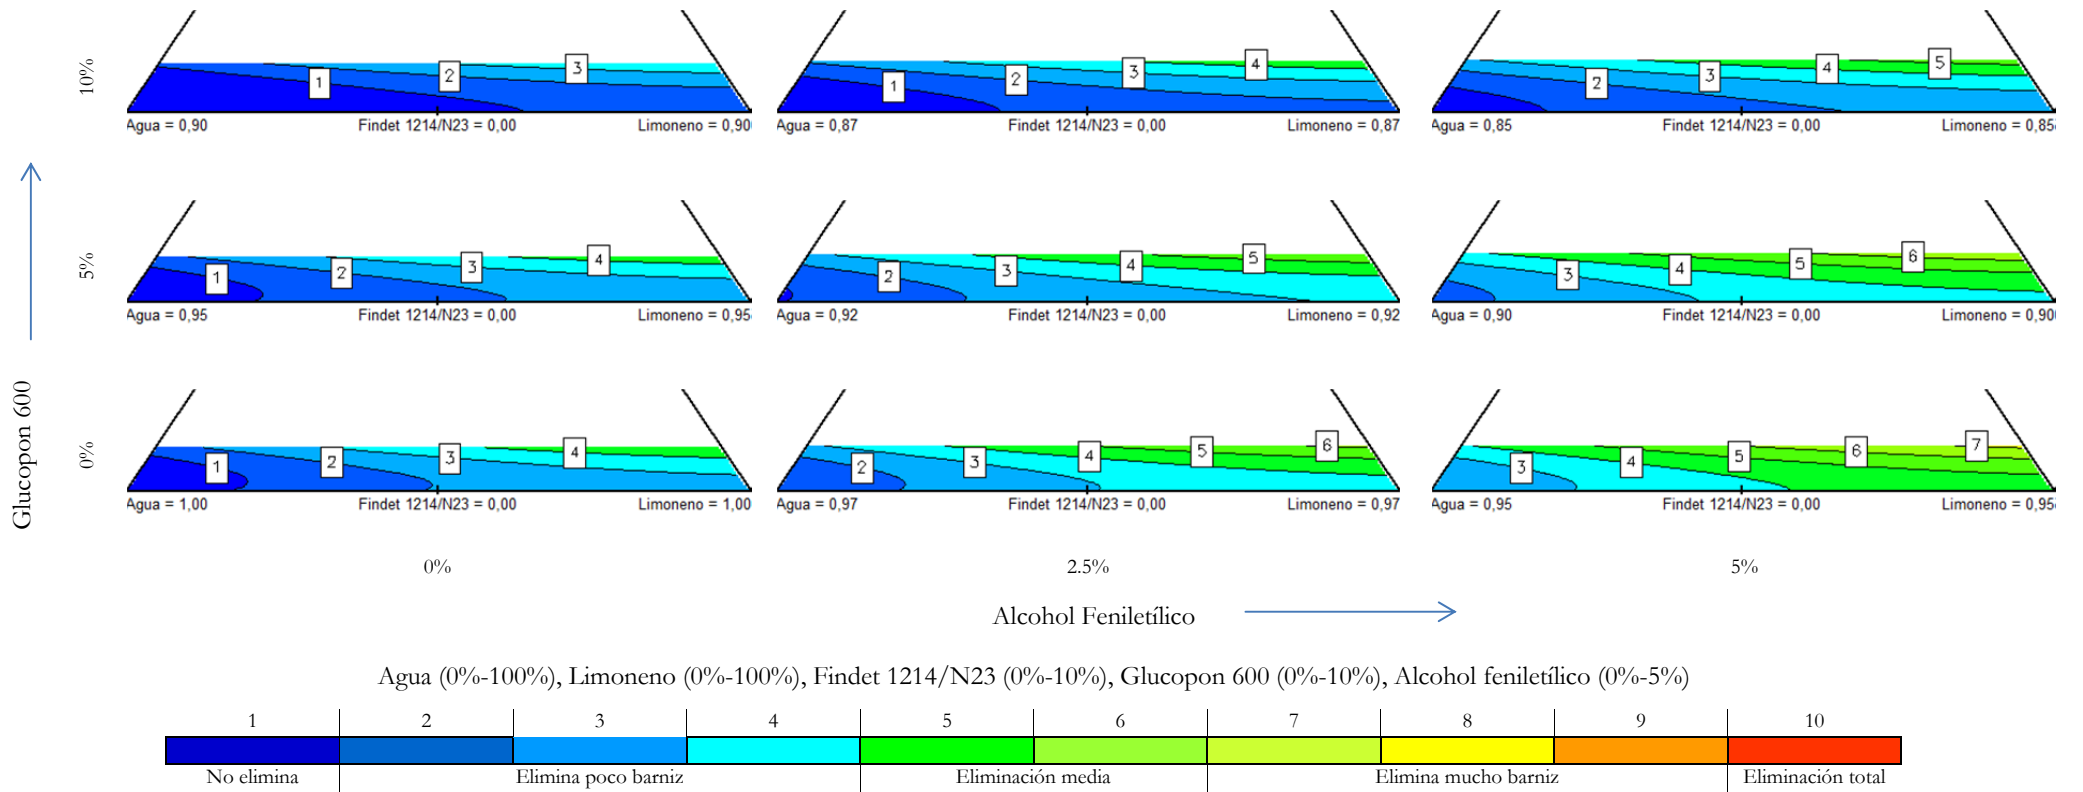 10%
1
2
3
Agua = 0,90
Findet 1214/N23 = 0,00
Limoneno = 0,90
1
2
3
4
Agua = 0,87
Findet 1214/N23 = 0,00
Limoneno = 0,87
2
3
4
5
Agua = 0,85
Findet 1214/N23 = 0,00
Limoneno = 0,85
5%
1
2
3
4
Agua = 0,95
Findet 1214/N23 = 0,00
Limoneno = 0,95
2
3
4
5
Agua = 0,92
Findet 1214/N23 = 0,00
Limoneno = 0,92
3
4
5
6
Agua = 0,90
Findet 1214/N23 = 0,00
Limoneno = 0,90
Glucopon 600
0%
1
2
3
4
Agua = 1,00
Findet 1214/N23 = 0,00
Limoneno = 1,00
2
3
4
5
6
Agua = 0,97
Findet 1214/N23 = 0,00
Limoneno = 0,97
3
4
5
6
7
Agua = 0,95
Findet 1214/N23 = 0,00
Limoneno = 0,95
0%
2.5%
5%
Alcohol Feniletílico
Agua (0%-100%), Limoneno (0%-100%), Findet 1214/N23 (0%-10%), Glucopon 600 (0%-10%), Alcohol feniletílico (0%-5%)
1 2 3 4 5 6 7 8 9 10
No elimina Elimina poco barniz Eliminación media Elimina mucho barniz Eliminación total